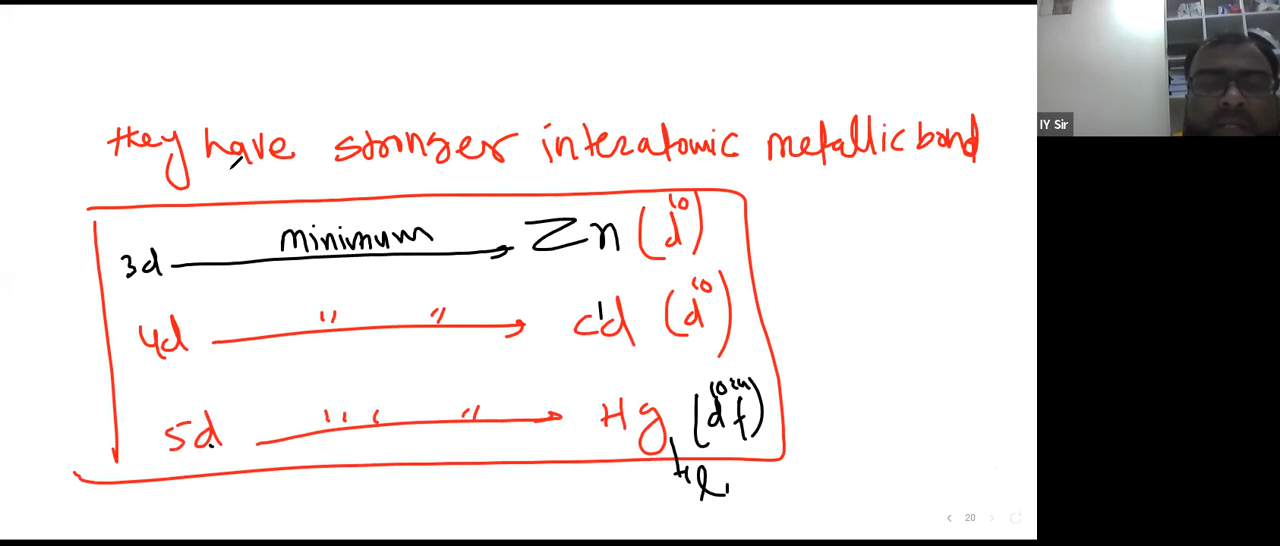 they have stronger interatomic metallic bond
IY Sir
3d minimum Zn (d¹⁰)
4d " " Cd (d¹⁰)
5d " " Hg (d¹⁰ f¹⁴)
20